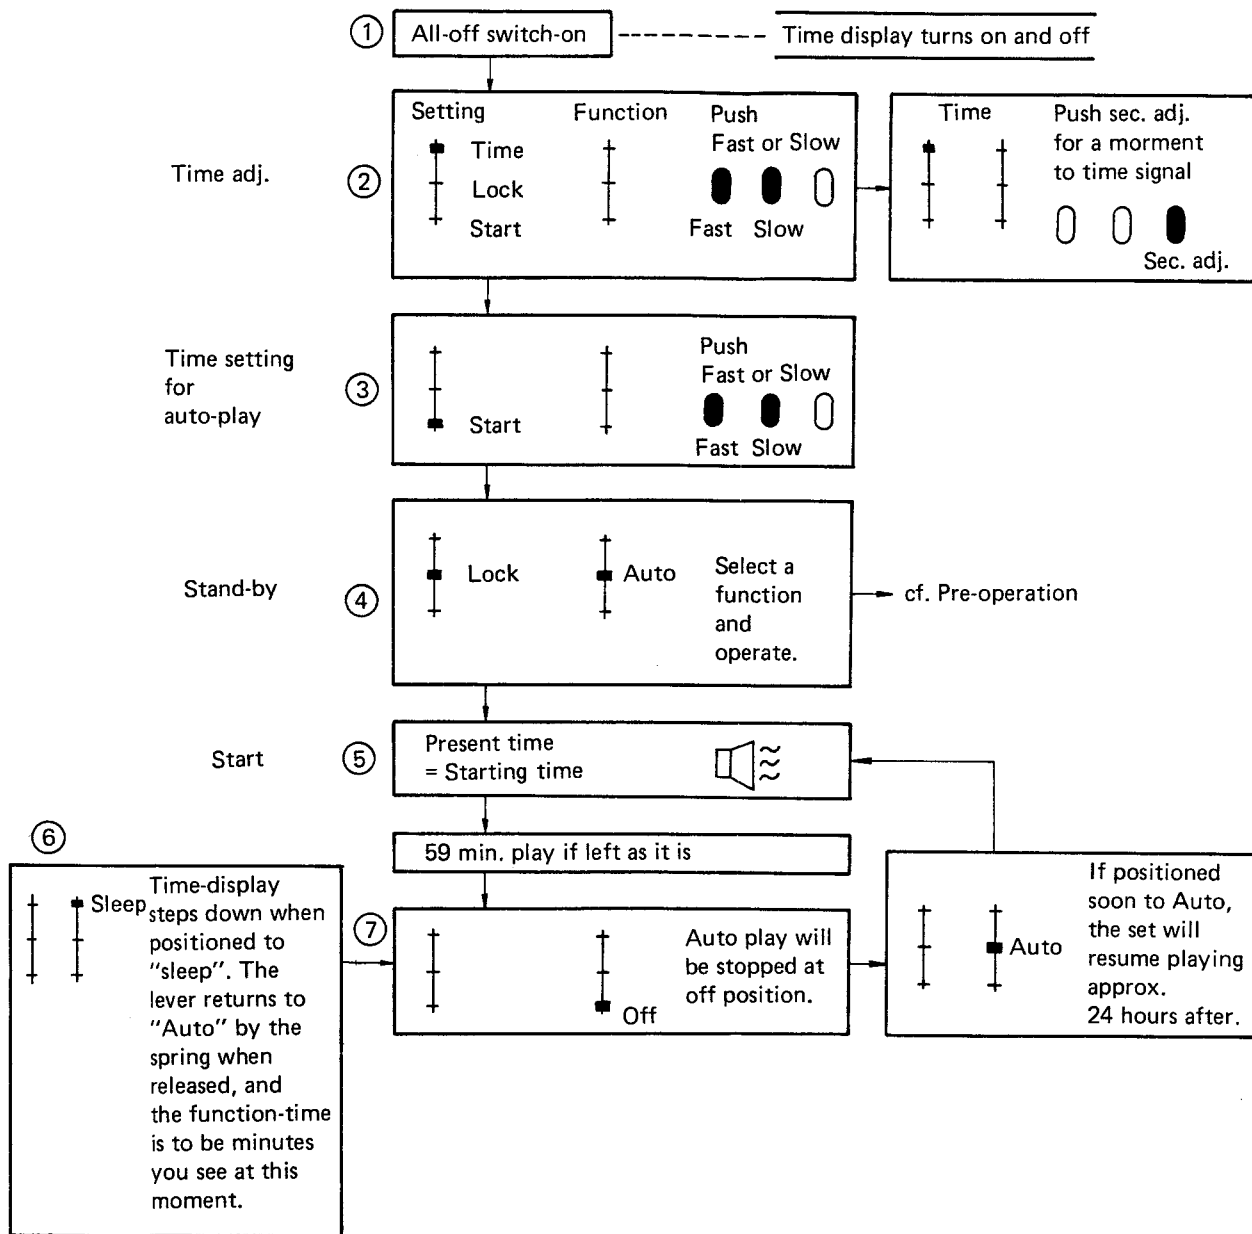 ① All-off switch-on
Time display turns on and off
Time adj.
②
Setting
Function
Push
Fast or Slow
Time
Lock
Start
Fast Slow
Time
Push sec. adj.
for a morment
to time signal
Sec. adj.
Time setting
for
auto-play
③
Start
Push
Fast or Slow
Fast Slow
Stand-by
④
Lock
Auto
Select a
function
and
operate.
cf. Pre-operation
Start
⑤
Present time
= Starting time
59 min. play if left as it is
⑥
Sleep
Time-display
steps down when
positioned to
"sleep". The
lever returns to
"Auto" by the
spring when
released, and
the function-time
is to be minutes
you see at this
moment.
⑦
Off
Auto play will
be stopped at
off position.
Auto
If positioned
soon to Auto,
the set will
resume playing
approx.
24 hours after.